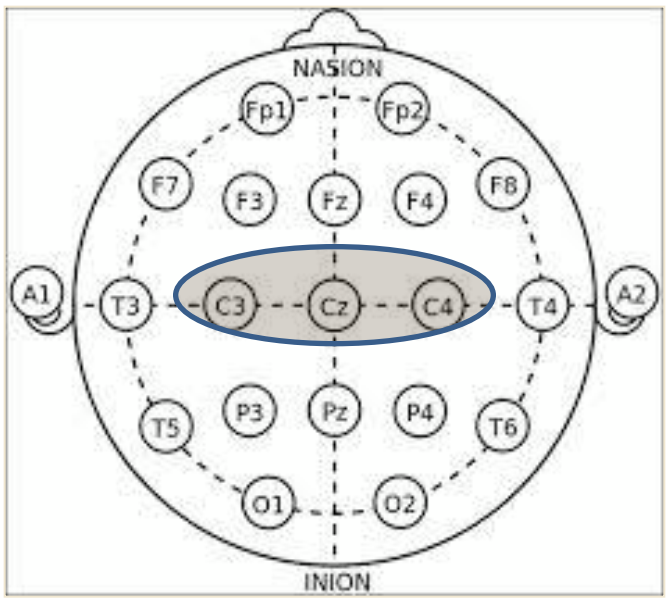 NASION
Fp1 Fp2
F7 F3 Fz F4 F8
A1 T3 C3 Cz C4 T4 A2
T5 P3 Pz P4 T6
O1 O2
INION